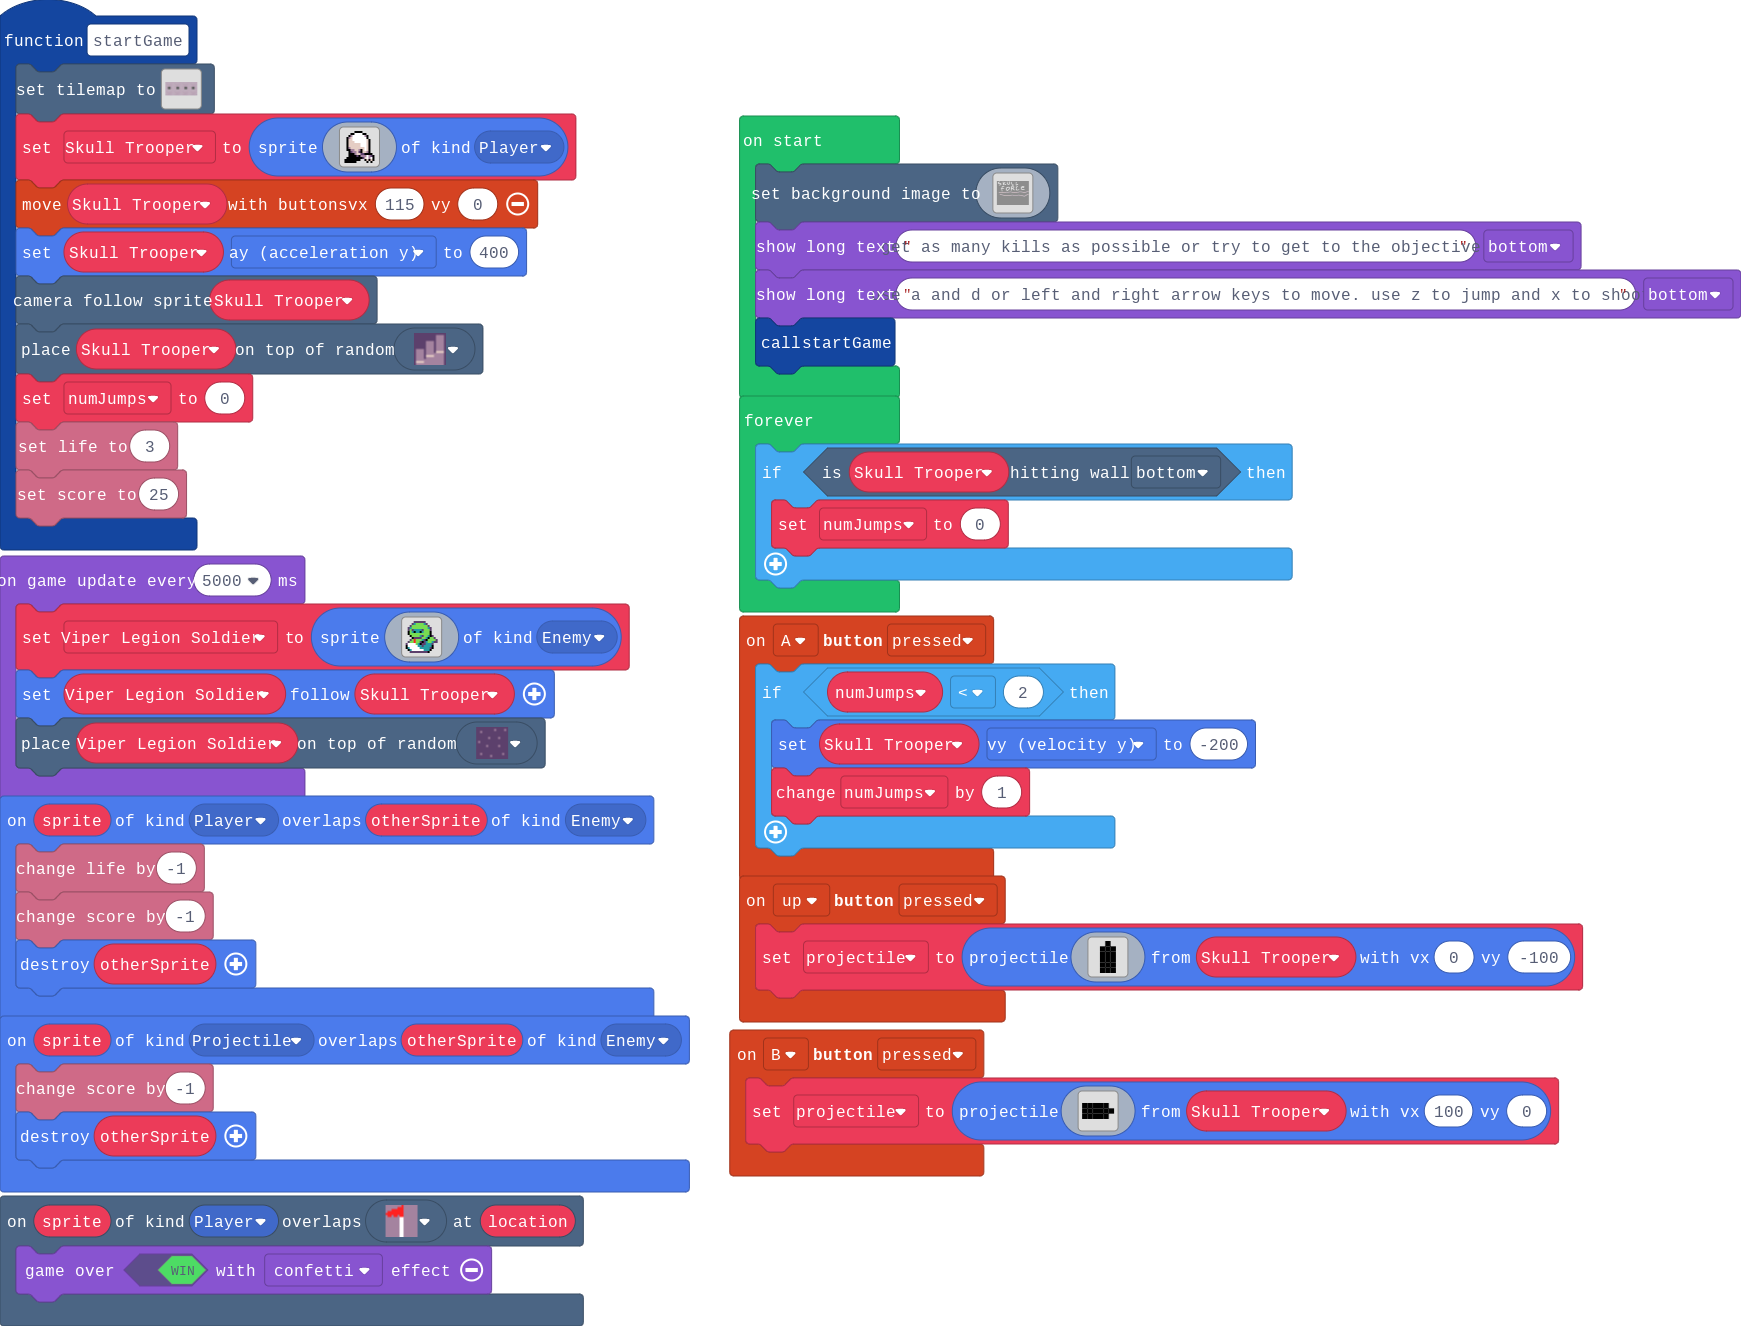 function startGame
set tilemap to
set Skull Trooper to sprite of kind Player
move Skull Trooper with buttons vx 115 vy 0
set Skull Trooper ay (acceleration y) to 400
camera follow sprite Skull Trooper
place Skull Trooper on top of random
set numJumps to 0
set life to 3
set score to 25
on game update every 5000 ms
set Viper Legion Soldier to sprite of kind Enemy
set Viper Legion Soldier follow Skull Trooper
place Viper Legion Soldier on top of random
on sprite of kind Player overlaps otherSprite of kind Enemy
change life by -1
change score by -1
destroy otherSprite
on sprite of kind Projectile overlaps otherSprite of kind Enemy
change score by -1
destroy otherSprite
on sprite of kind Player overlaps at location
game over WIN with confetti effect
on start
set background image to SKULL FORCE
show long text " as many kills as possible or try to get to the objective" bottom
show long text "a and d or left and right arrow keys to move. use z to jump and x to " bottom
call startGame
forever
if is Skull Trooper hitting wall bottom then
set numJumps to 0
on A button pressed
if numJumps < 2 then
set Skull Trooper vy (velocity y) to -200
change numJumps by 1
on up button pressed
set projectile to projectile from Skull Trooper with vx 0 vy -100
on B button pressed
set projectile to projectile from Skull Trooper with vx 100 vy 0